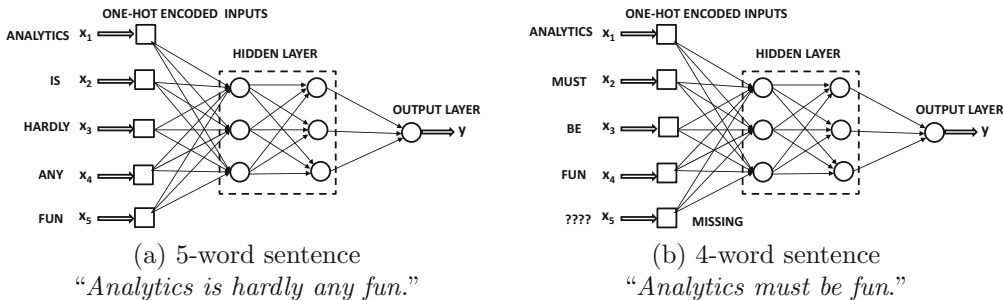 ONE-HOT ENCODED INPUTS
ANALYTICS x1
IS x2
HARDLY x3
ANY x4
FUN x5
HIDDEN LAYER
OUTPUT LAYER
y
(a) 5-word sentence
“Analytics is hardly any fun.”
ONE-HOT ENCODED INPUTS
ANALYTICS x1
MUST x2
BE x3
FUN x4
???? x5
MISSING
HIDDEN LAYER
OUTPUT LAYER
y
(b) 4-word sentence
“Analytics must be fun.”